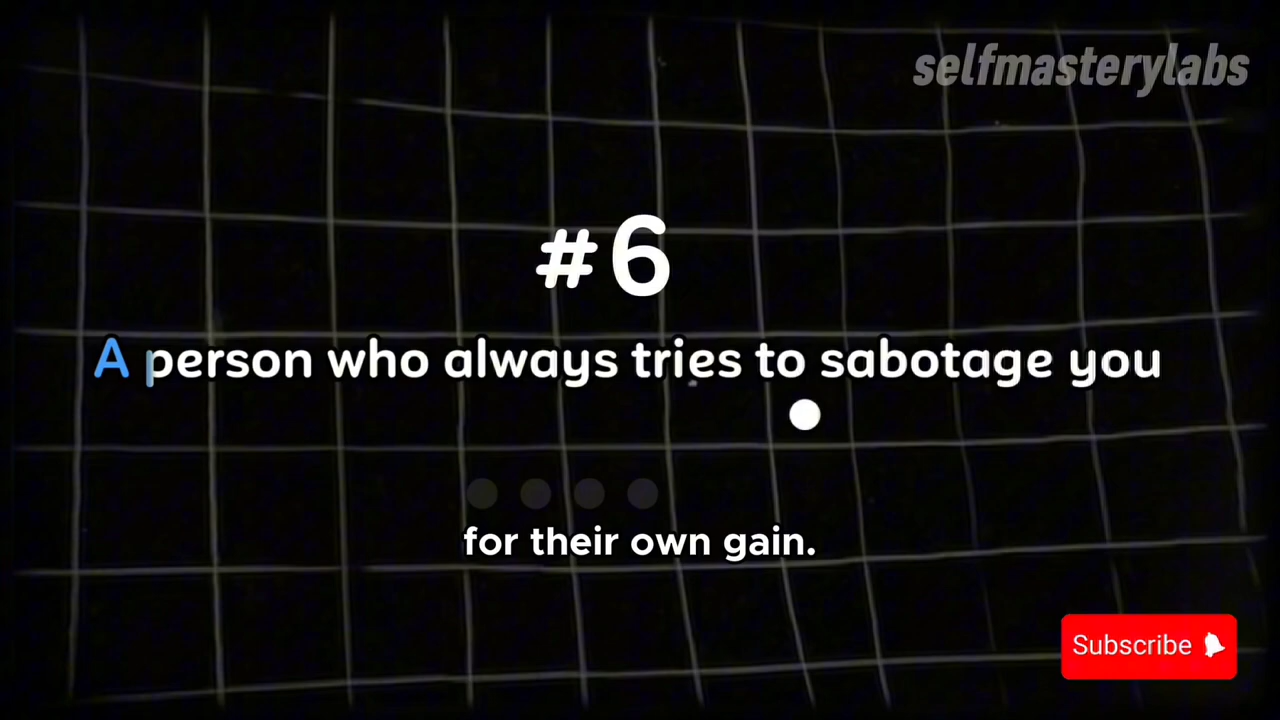 selfmasterylabs
#6
A person who always tries to sabotage you
for their own gain.
Subscribe